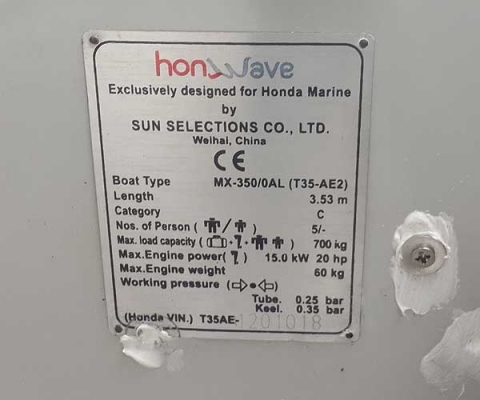 honwave
Exclusively designed for Honda Marine
by
SUN SELECTIONS CO., LTD.
Weihai, China
CE
Boat Type MX-350/0AL (T35-AE2)
Length 3.53 m
Category C
Nos. of Person ( / ) 5/-
Max. load capacity ( · · ) 700 kg
Max.Engine power( ) 15.0 kW 20 hp
Max.Engine weight 60 kg
Working pressure ( )
Tube. 0.25 bar
Keel. 0.35 bar
(Honda VIN.) T35AE-1201018